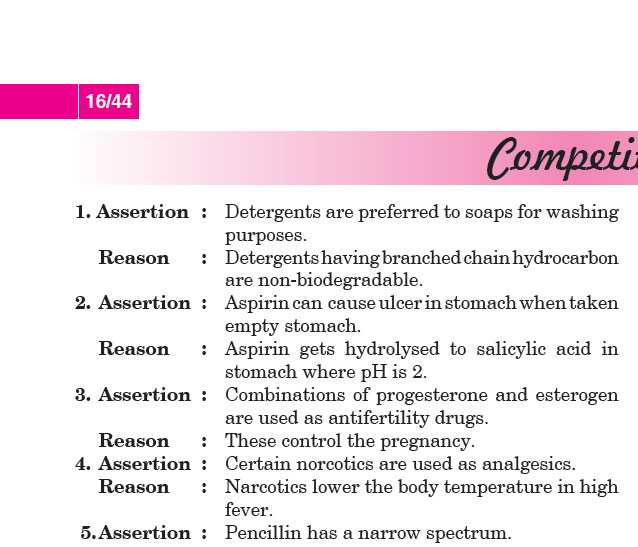 16/44
Competi
1. Assertion : Detergents are preferred to soaps for washing
purposes.
Reason : Detergents having branched chain hydrocarbon
are non-biodegradable.
2. Assertion : Aspirin can cause ulcer in stomach when taken
empty stomach.
Reason : Aspirin gets hydrolysed to salicylic acid in
stomach where pH is 2.
3. Assertion : Combinations of progesterone and esterogen
are used as antifertility drugs.
Reason : These control the pregnancy.
4. Assertion : Certain norcotics are used as analgesics.
Reason : Narcotics lower the body temperature in high
fever.
5. Assertion : Pencillin has a narrow spectrum.